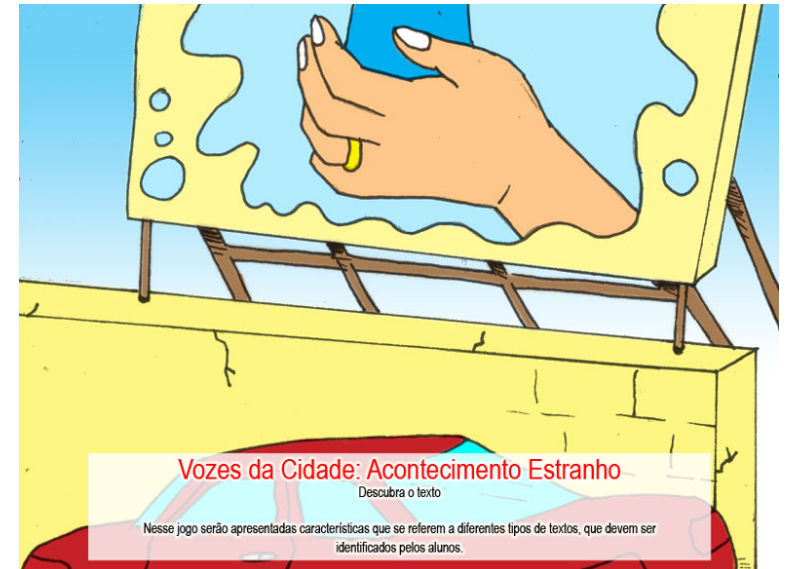 Vozes da Cidade: Acontecimento Estranho
Descubra o texto
Nesse jogo serão apresentadas características que se referem a diferentes tipos de textos, que devem ser
identificados pelos alunos.